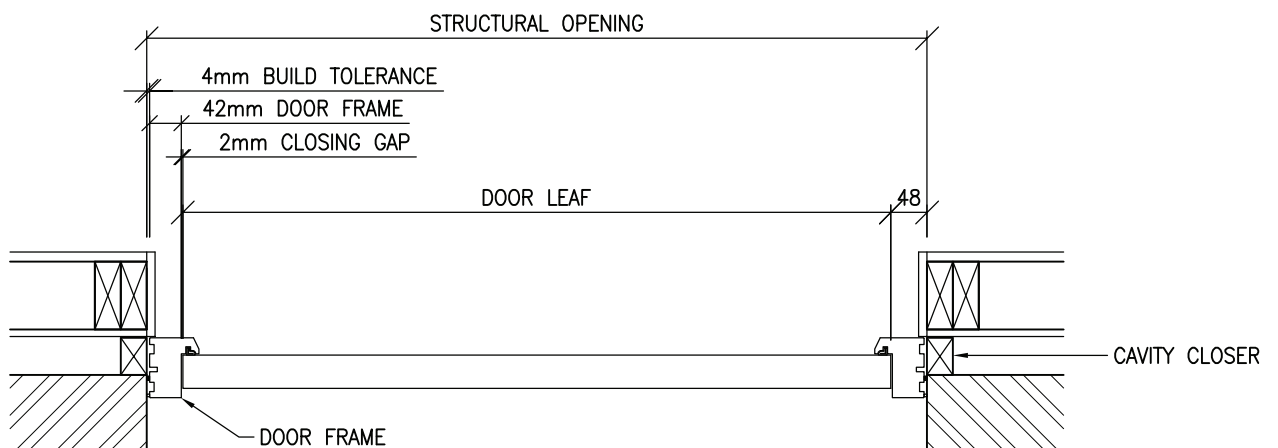 STRUCTURAL OPENING
4mm BUILD TOLERANCE
42mm DOOR FRAME
2mm CLOSING GAP
DOOR LEAF
48
CAVITY CLOSER
DOOR FRAME